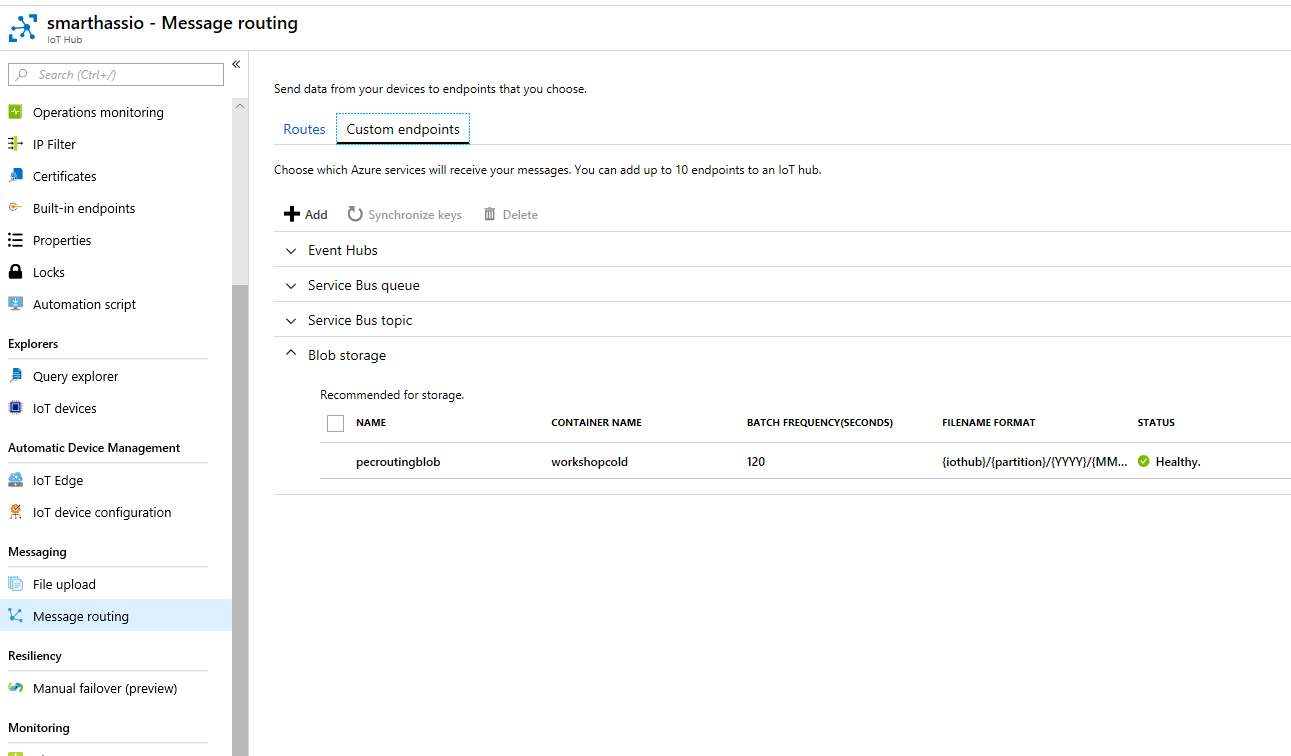 smarthassio - Message routing
IoT Hub
Search (Ctrl+/)
«
Operations monitoring
IP Filter
Certificates
Built-in endpoints
Properties
Locks
Automation script
Explorers
Query explorer
IoT devices
Automatic Device Management
IoT Edge
IoT device configuration
Messaging
File upload
Message routing
Resiliency
Manual failover (preview)
Monitoring
Send data from your devices to endpoints that you choose.
Routes Custom endpoints
Choose which Azure services will receive your messages. You can add up to 10 endpoints to an IoT hub.
Add Synchronize keys Delete
Event Hubs
Service Bus queue
Service Bus topic
Blob storage
Recommended for storage.
NAME CONTAINER NAME BATCH FREQUENCY(SECONDS) FILENAME FORMAT STATUS
pecroutingblob workshopcold 120 {iothub}/{partition}/{YYYY}/{MM... Healthy.